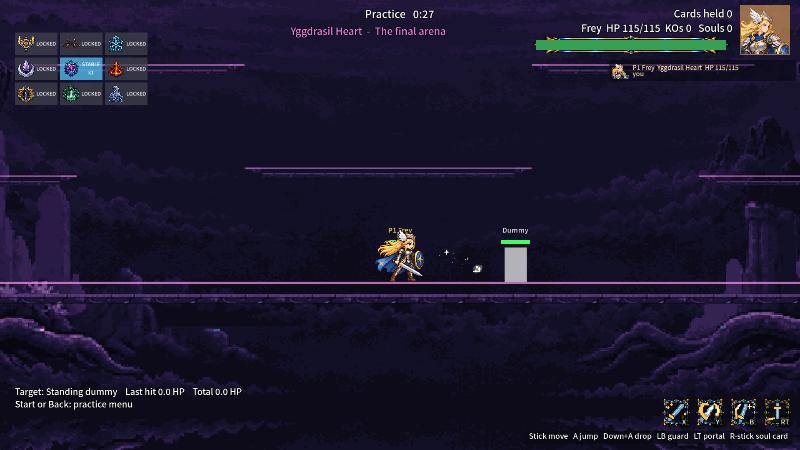 Practice 0:27
Yggdrasil Heart - The final arena
Cards held 0
Frey HP 115/115 KOs 0 Souls 0
P1 Frey Yggdrasil Heart HP 115/115
you
LOCKED LOCKED LOCKED
LOCKED STABLE x1 LOCKED
LOCKED LOCKED LOCKED
P1 Frey
Dummy
Target: Standing dummy Last hit 0.0 HP Total 0.0 HP
Start or Back: practice menu
X Y B RT
Stick move A jump Down+A drop LB guard LT portal R-stick soul card